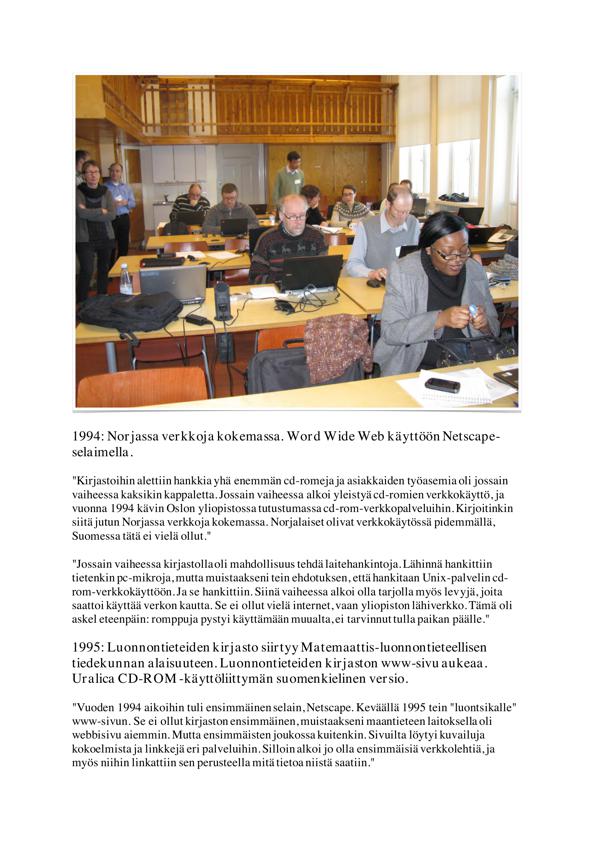 1994: Norjassa verkkoja kokemassa. Word Wide Web käyttöön Netscape-
selaimella.
"Kirjastoihin alettiin hankkia yhä enemmän cd-romeja ja asiakkaiden työasemia oli jossain
vaiheessa kaksikin kappaletta. Jossain vaiheessa alkoi yleistyä cd-romien verkkokäyttö, ja
vuonna 1994 kävin Oslon yliopistossa tutustumassa cd-rom-verkkopalveluihin. Kirjoitinkin
siitä jutun Norjassa verkkoja kokemassa. Norjalaiset olivat verkkokäytössä pidemmällä,
Suomessa tätä ei vielä ollut."
"Jossain vaiheessa kirjastolla oli mahdollisuus tehdä laitehankintoja. Lähinnä hankittiin
tietenkin pc-mikroja, mutta muistaakseni tein ehdotuksen, että hankitaan Unix-palvelin cd-
rom-verkkokäyttöön. Ja se hankittiin. Siinä vaiheessa alkoi olla tarjolla myös levyjä, joita
saattoi käyttää verkon kautta. Se ei ollut vielä internet, vaan yliopiston lähiverkko. Tämä oli
askel eteenpäin: romppuja pystyi käyttämään muualta, ei tarvinnut tulla paikan päälle."
1995: Luonnontieteiden kirjasto siirtyy Matemaattis-luonnontieteellisen
tiedekunnan alaisuuteen. Luonnontieteiden kirjaston www-sivu aukeaa.
Uralica CD-ROM -käyttöliittymän suomenkielinen versio.
"Vuoden 1994 aikoihin tuli ensimmäinen selain, Netscape. Keväällä 1995 tein "luontsikalle"
www-sivun. Se ei ollut kirjaston ensimmäinen, muistaakseni maantieteen laitoksella oli
webbisivu aiemmin. Mutta ensimmäisten joukossa kuitenkin. Sivuilta löytyi kuvailuja
kokoelmista ja linkkejä eri palveluihin. Silloin alkoi jo olla ensimmäisiä verkkolehtiä, ja
myös niihin linkattiin sen perusteella mitä tietoa niistä saatiin."